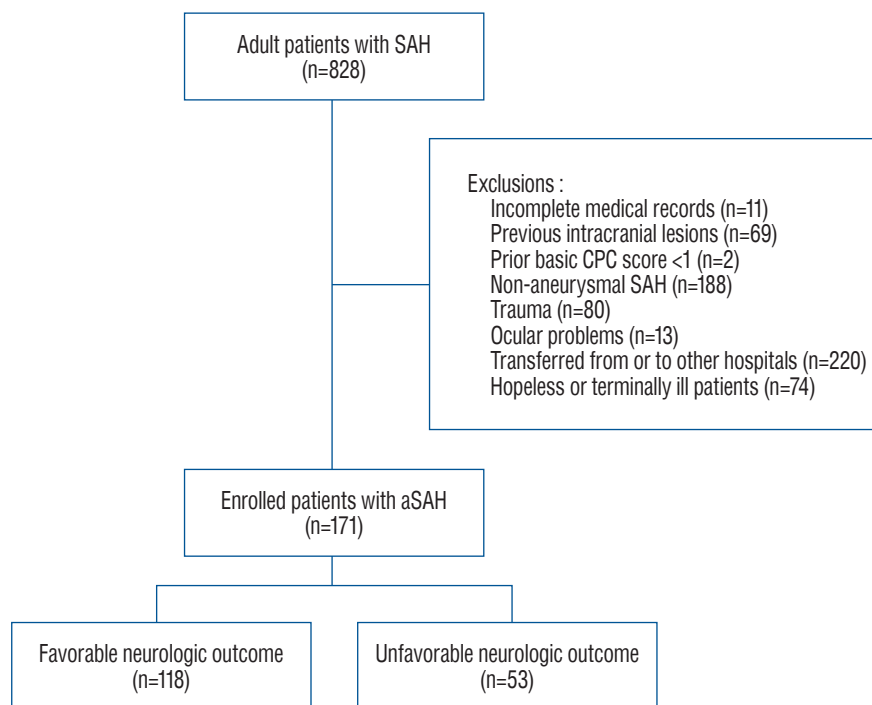 Adult patients with SAH
(n=828)
Exclusions :
Incomplete medical records (n=11)
Previous intracranial lesions (n=69)
Prior basic CPC score <1 (n=2)
Non-aneurysmal SAH (n=188)
Trauma (n=80)
Ocular problems (n=13)
Transferred from or to other hospitals (n=220)
Hopeless or terminally ill patients (n=74)
Enrolled patients with aSAH
(n=171)
Favorable neurologic outcome
(n=118)
Unfavorable neurologic outcome
(n=53)